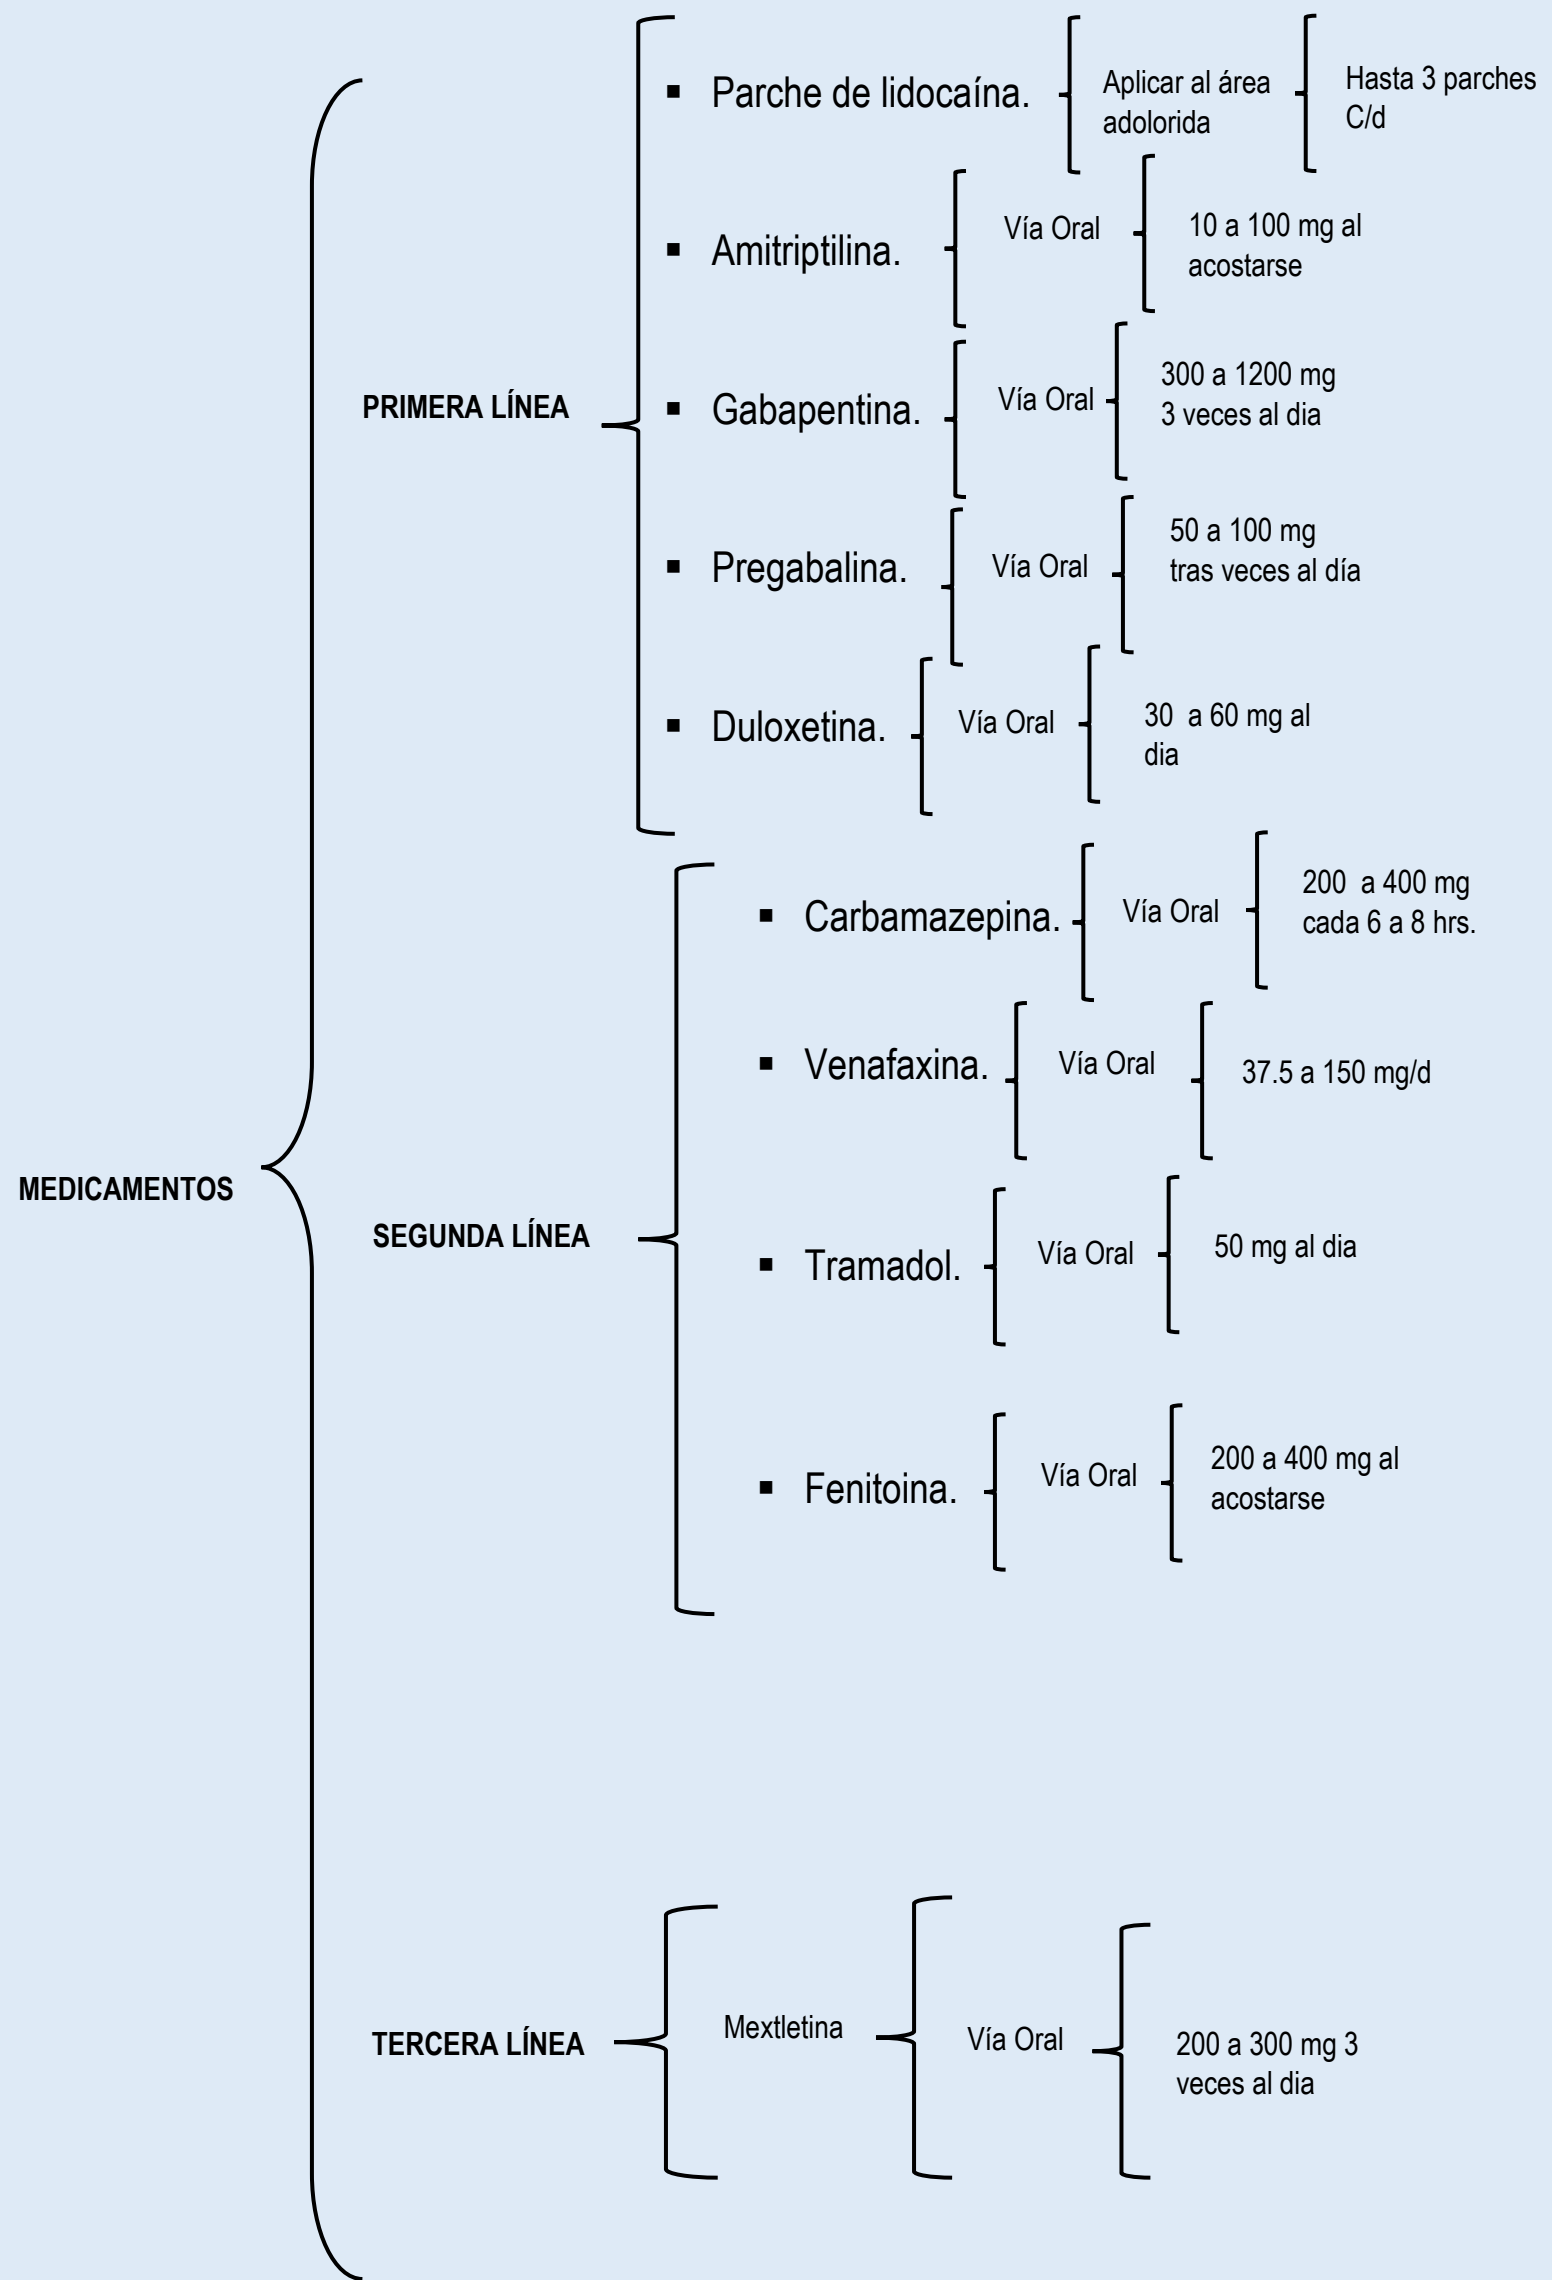 MEDICAMENTOS
PRIMERA LÍNEA
▪ Parche de lidocaína.
Aplicar al área
adolorida
Hasta 3 parches
C/d
▪ Amitriptilina.
Vía Oral
10 a 100 mg al
acostarse
▪ Gabapentina.
Vía Oral
300 a 1200 mg
3 veces al dia
▪ Pregabalina.
Vía Oral
50 a 100 mg
tras veces al día
▪ Duloxetina.
Vía Oral
30 a 60 mg al
dia
SEGUNDA LÍNEA
▪ Carbamazepina.
Vía Oral
200 a 400 mg
cada 6 a 8 hrs.
▪ Venafaxina.
Vía Oral
37.5 a 150 mg/d
▪ Tramadol.
Vía Oral
50 mg al dia
▪ Fenitoina.
Vía Oral
200 a 400 mg al
acostarse
TERCERA LÍNEA
Mextletina
Vía Oral
200 a 300 mg 3
veces al dia